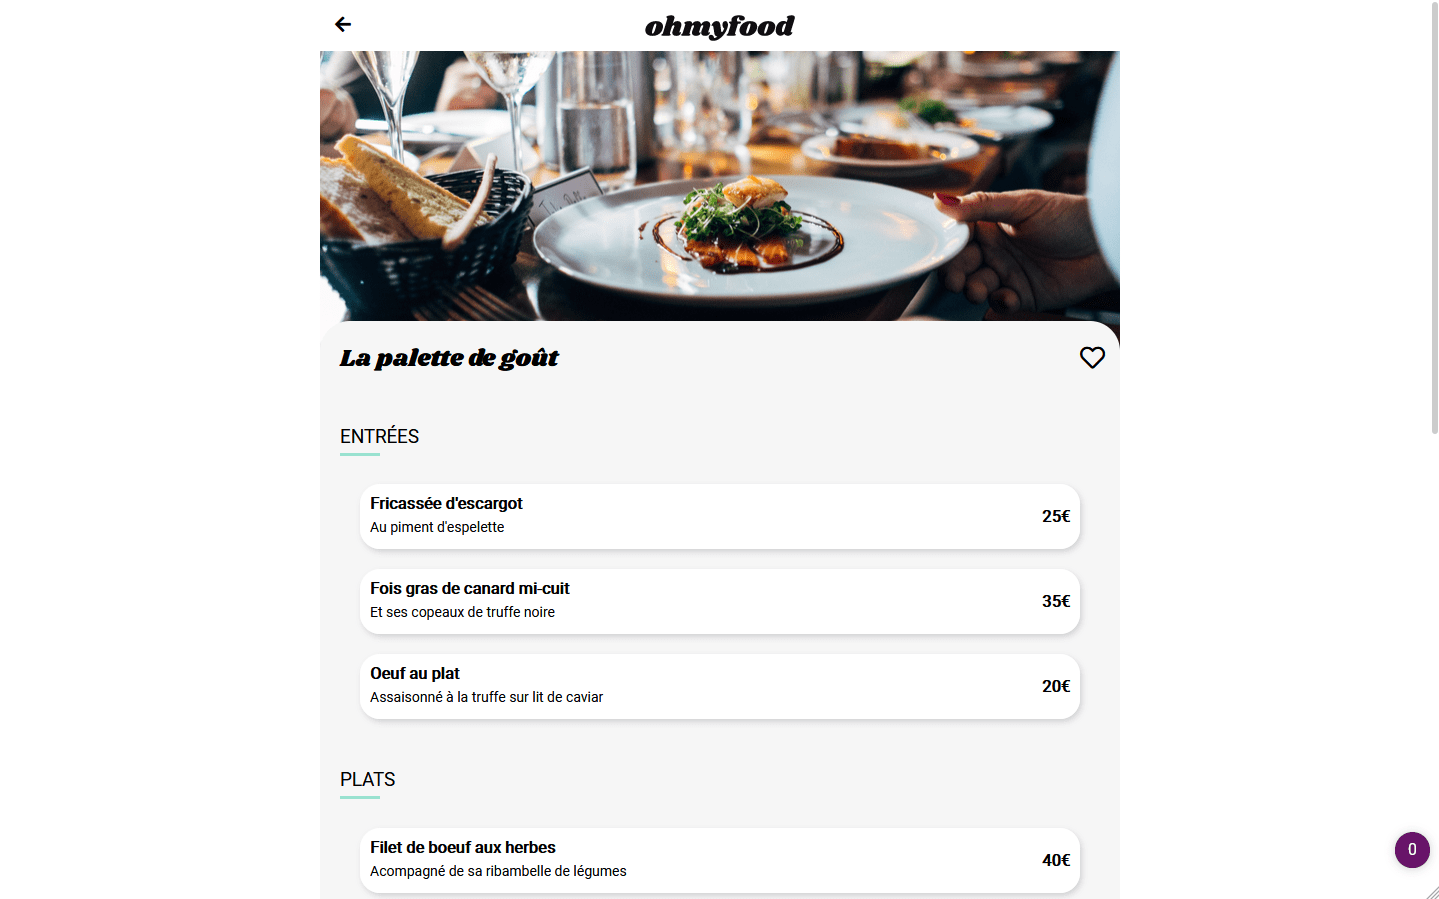 ohmyfood
La palette de goût
ENTRÉES
Fricassée d'escargot
Au piment d'espelette
25€
Fois gras de canard mi-cuit
Et ses copeaux de truffe noire
35€
Oeuf au plat
Assaisonné à la truffe sur lit de caviar
20€
PLATS
Filet de boeuf aux herbes
Acompagné de sa ribambelle de légumes
40€
0